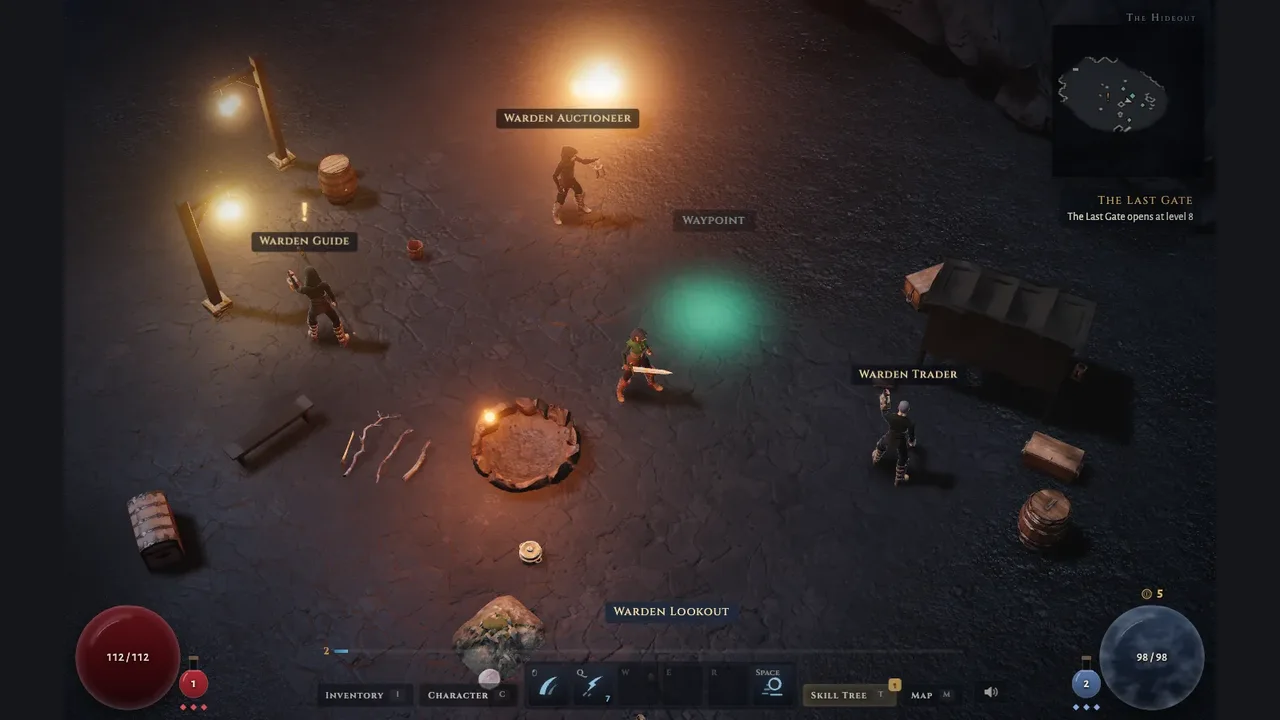 THE HIDEOUT
WARDEN AUCTIONEER
THE LAST GATE
The Last Gate opens at level 8
WAYPOINT
WARDEN GUIDE
WARDEN TRADER
5
WARDEN LOOKOUT
2
112/112
98/98
1
2
Q
W
E
R
SPACE
7
INVENTORY I
CHARACTER C
SKILL TREE T
1
MAP M